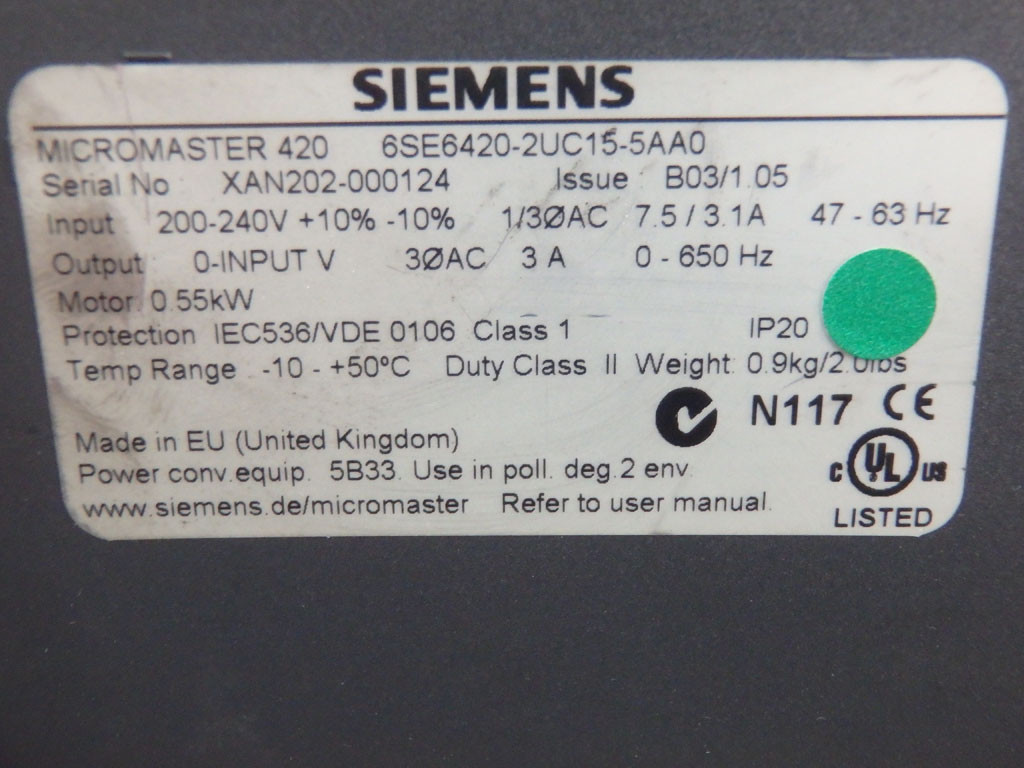 SIEMENS
MICROMASTER 420 6SE6420-2UC15-5AA0
Serial No XAN202-000124 Issue B03/1.05
Input 200-240V +10% -10% 1/3ØAC 7.5 / 3.1A 47 - 63 Hz
Output 0-INPUT V 3ØAC 3 A 0 - 650 Hz
Motor: 0.55kW
Protection IEC536/VDE 0106 Class 1 IP20
Temp Range -10 - +50°C Duty Class II Weight 0.9kg/2.0lbs
N117 CE
Made in EU (United Kingdom)
Power conv.equip. 5B33. Use in poll. deg.2 env.
C UL US
www.siemens.de/micromaster Refer to user manual.
LISTED